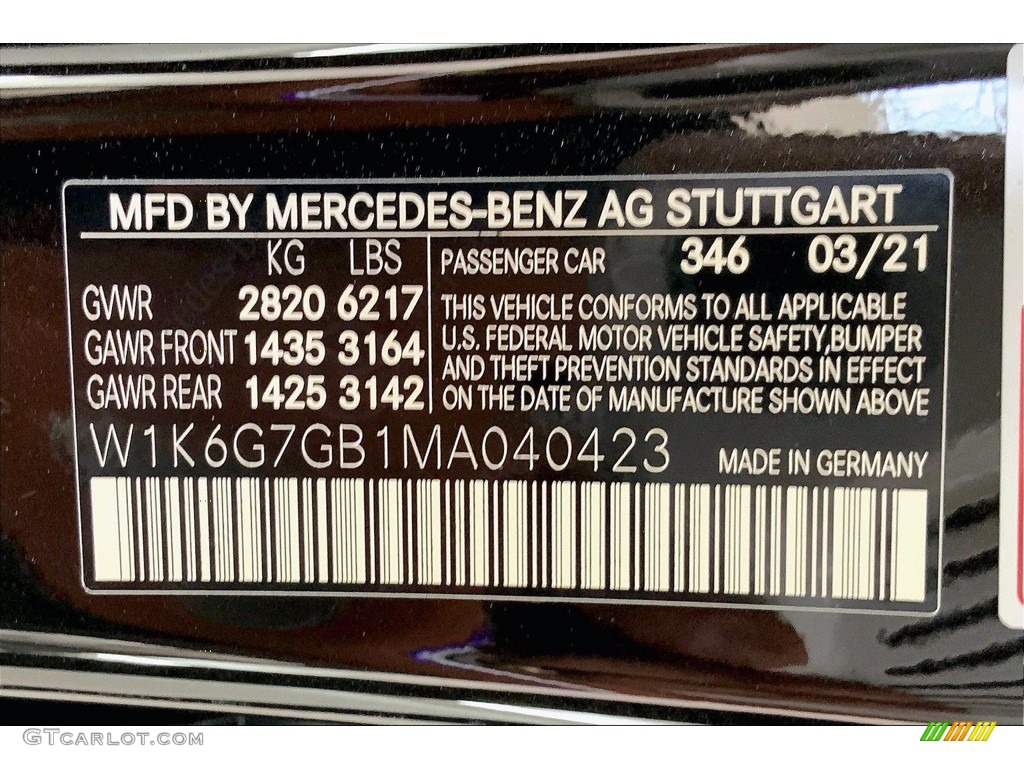 MFD BY MERCEDES-BENZ AG STUTTGART
KG LBS
GVWR 2820 6217
GAWR FRONT 1435 3164
GAWR REAR 1425 3142
PASSENGER CAR 346 03/21
THIS VEHICLE CONFORMS TO ALL APPLICABLE
U.S. FEDERAL MOTOR VEHICLE SAFETY,BUMPER
AND THEFT PREVENTION STANDARDS IN EFFECT
ON THE DATE OF MANUFACTURE SHOWN ABOVE
W1K6G7GB1MA040423 MADE IN GERMANY
GTCARLOT.COM